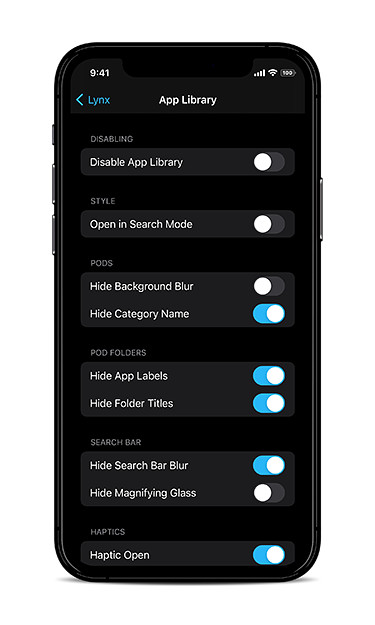 9:41
100
Lynx
App Library
DISABLING
Disable App Library
STYLE
Open in Search Mode
PODS
Hide Background Blur
Hide Category Name
POD FOLDERS
Hide App Labels
Hide Folder Titles
SEARCH BAR
Hide Search Bar Blur
Hide Magnifying Glass
HAPTICS
Haptic Open